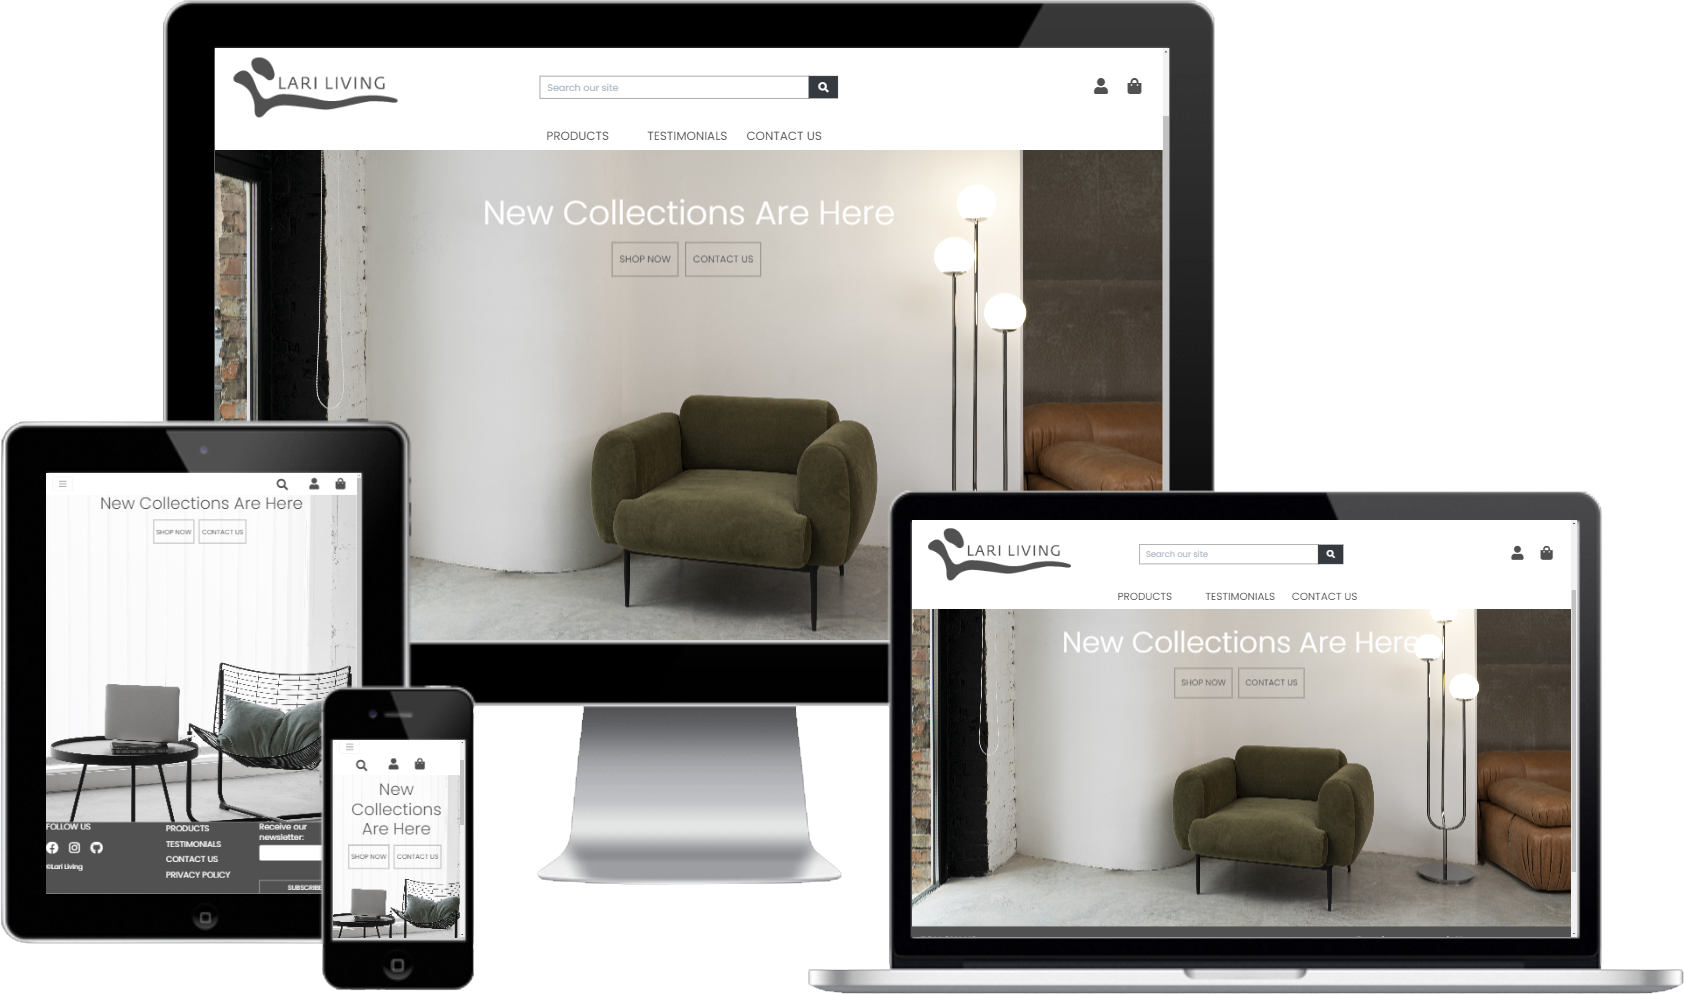 LARI LIVING
Search our site
PRODUCTS TESTIMONIALS CONTACT US
New Collections Are Here
SHOP NOW CONTACT US
New Collections Are Here
SHOP NOW CONTACT US
FOLLOW US
©Lari Living
PRODUCTS
TESTIMONIALS
CONTACT US
PRIVACY POLICY
Receive our
newsletter:
SUBSCRIBE
New
Collections
Are Here
SHOP NOW CONTACT US
LARI LIVING
Search our site
PRODUCTS TESTIMONIALS CONTACT US
New Collections Are Here
SHOP NOW CONTACT US